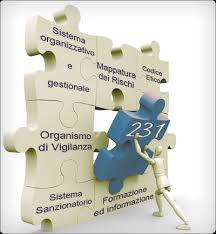 Sistema
organizzativo
e
gestionale
Mappatura
dei Rischi
Codice
Etico
Organismo
di Vigilanza
231
Sistema
Sanzionatorio
Formazione
ed informazione